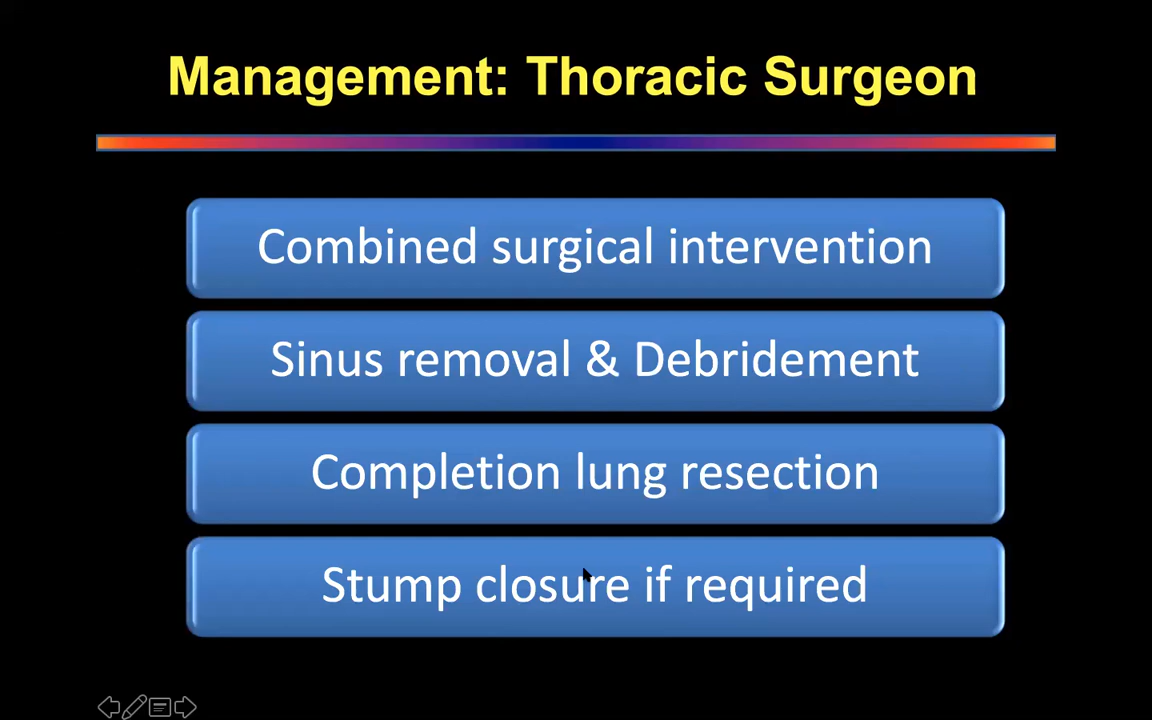 Management: Thoracic Surgeon
Combined surgical intervention
Sinus removal & Debridement
Completion lung resection
Stump closure if required